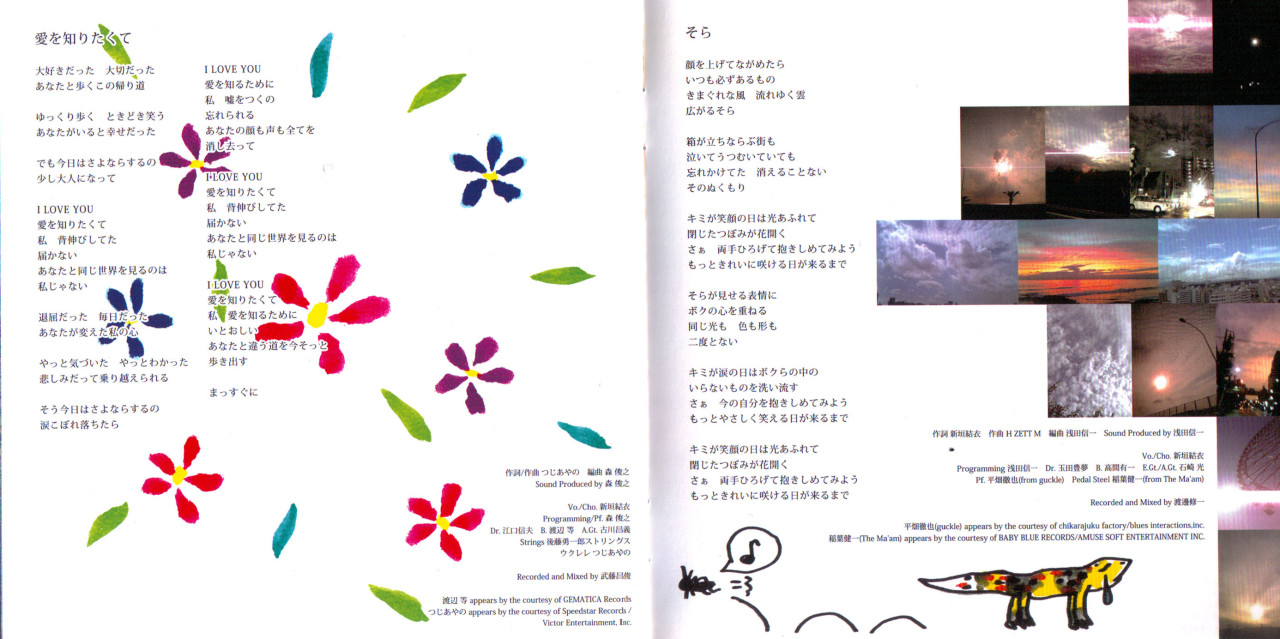 愛を知りたくて
大好きだった　大切だった
あなたと歩くこの帰り道
ゆっくり歩く　ときどき笑う
あなたがいると幸せだった
でも今日はさよならするの
少し大人になって
I LOVE YOU
愛を知りたくて
私　背伸びしてた
届かない
あなたと同じ世界を見るのは
私じゃない
退屈だった　毎日だった
あなたが変えた私の心
やっと気づいた　やっとわかった
悲しみだって乗り越えられる
そう今日はさよならするの
涙こぼれ落ちたら
I LOVE YOU
愛を知るために
私　嘘をつくの
忘れられる
あなたの顔も声も全てを
消し去って
I LOVE YOU
愛を知りたくて
私　背伸びしてた
届かない
あなたと同じ世界を見るのは
私じゃない
I LOVE YOU
愛を知りたくて
私　愛を知るために
いとおしい
あなたと違う道を今そっと
歩き出す
まっすぐに
作詞/作曲 つじあやの　編曲 森 俊之
Sound Produced by 森 俊之
Vo./Cho. 新垣結衣
Programming/Pf. 森 俊之
Dr. 江口信夫　B. 渡辺 等　A.Gt. 古川昌義
Strings 後藤勇一郎ストリングス
ウクレレ つじあやの
Recorded and Mixed by 武藤昌俊
渡辺 等 appears by the courtesy of GEMATICA Records
つじあやの appears by the courtesy of Speedstar Records /
Victor Entertainment, Inc.
そら
顔を上げてながめたら
いつも必ずあるもの
きまぐれな風　流れゆく雲
広がるそら
箱が立ちならぶ街も
泣いてうつむいていても
忘れかけてた　消えることない
そのぬくもり
キミが笑顔の日は光あふれて
閉じたつぼみが花開く
さぁ　両手ひろげて抱きしめてみよう
もっときれいに咲ける日が来るまで
そらが見せる表情に
ボクの心を重ねる
同じ光も　色も形も
二度とない
キミが涙の日はボクらの中の
いらないものを洗い流す
さぁ　今の自分を抱きしめてみよう
もっとやさしく笑える日が来るまで
キミが笑顔の日は光あふれて
閉じたつぼみが花開く
さぁ　両手ひろげて抱きしめてみよう
もっときれいに咲ける日が来るまで
作詞 新垣結衣　作曲 H ZETT M　編曲 浅田信一　Sound Produced by 浅田信一
Vo./Cho. 新垣結衣
Programming 浅田信一　Dr. 玉田豊夢　B. 髙間有一　E.Gt./A.Gt. 石崎 光
Pf. 平畑徹也(from guckle)　Pedal Steel 稲葉健一(from The Ma'am)
Recorded and Mixed by 渡邊修一
平畑徹也(guckle) appears by the courtesy of chikarajuku factory/blues interactions,inc.
稲葉健一(The Ma'am) appears by the courtesy of BABY BLUE RECORDS/AMUSE SOFT ENTERTAINMENT INC.